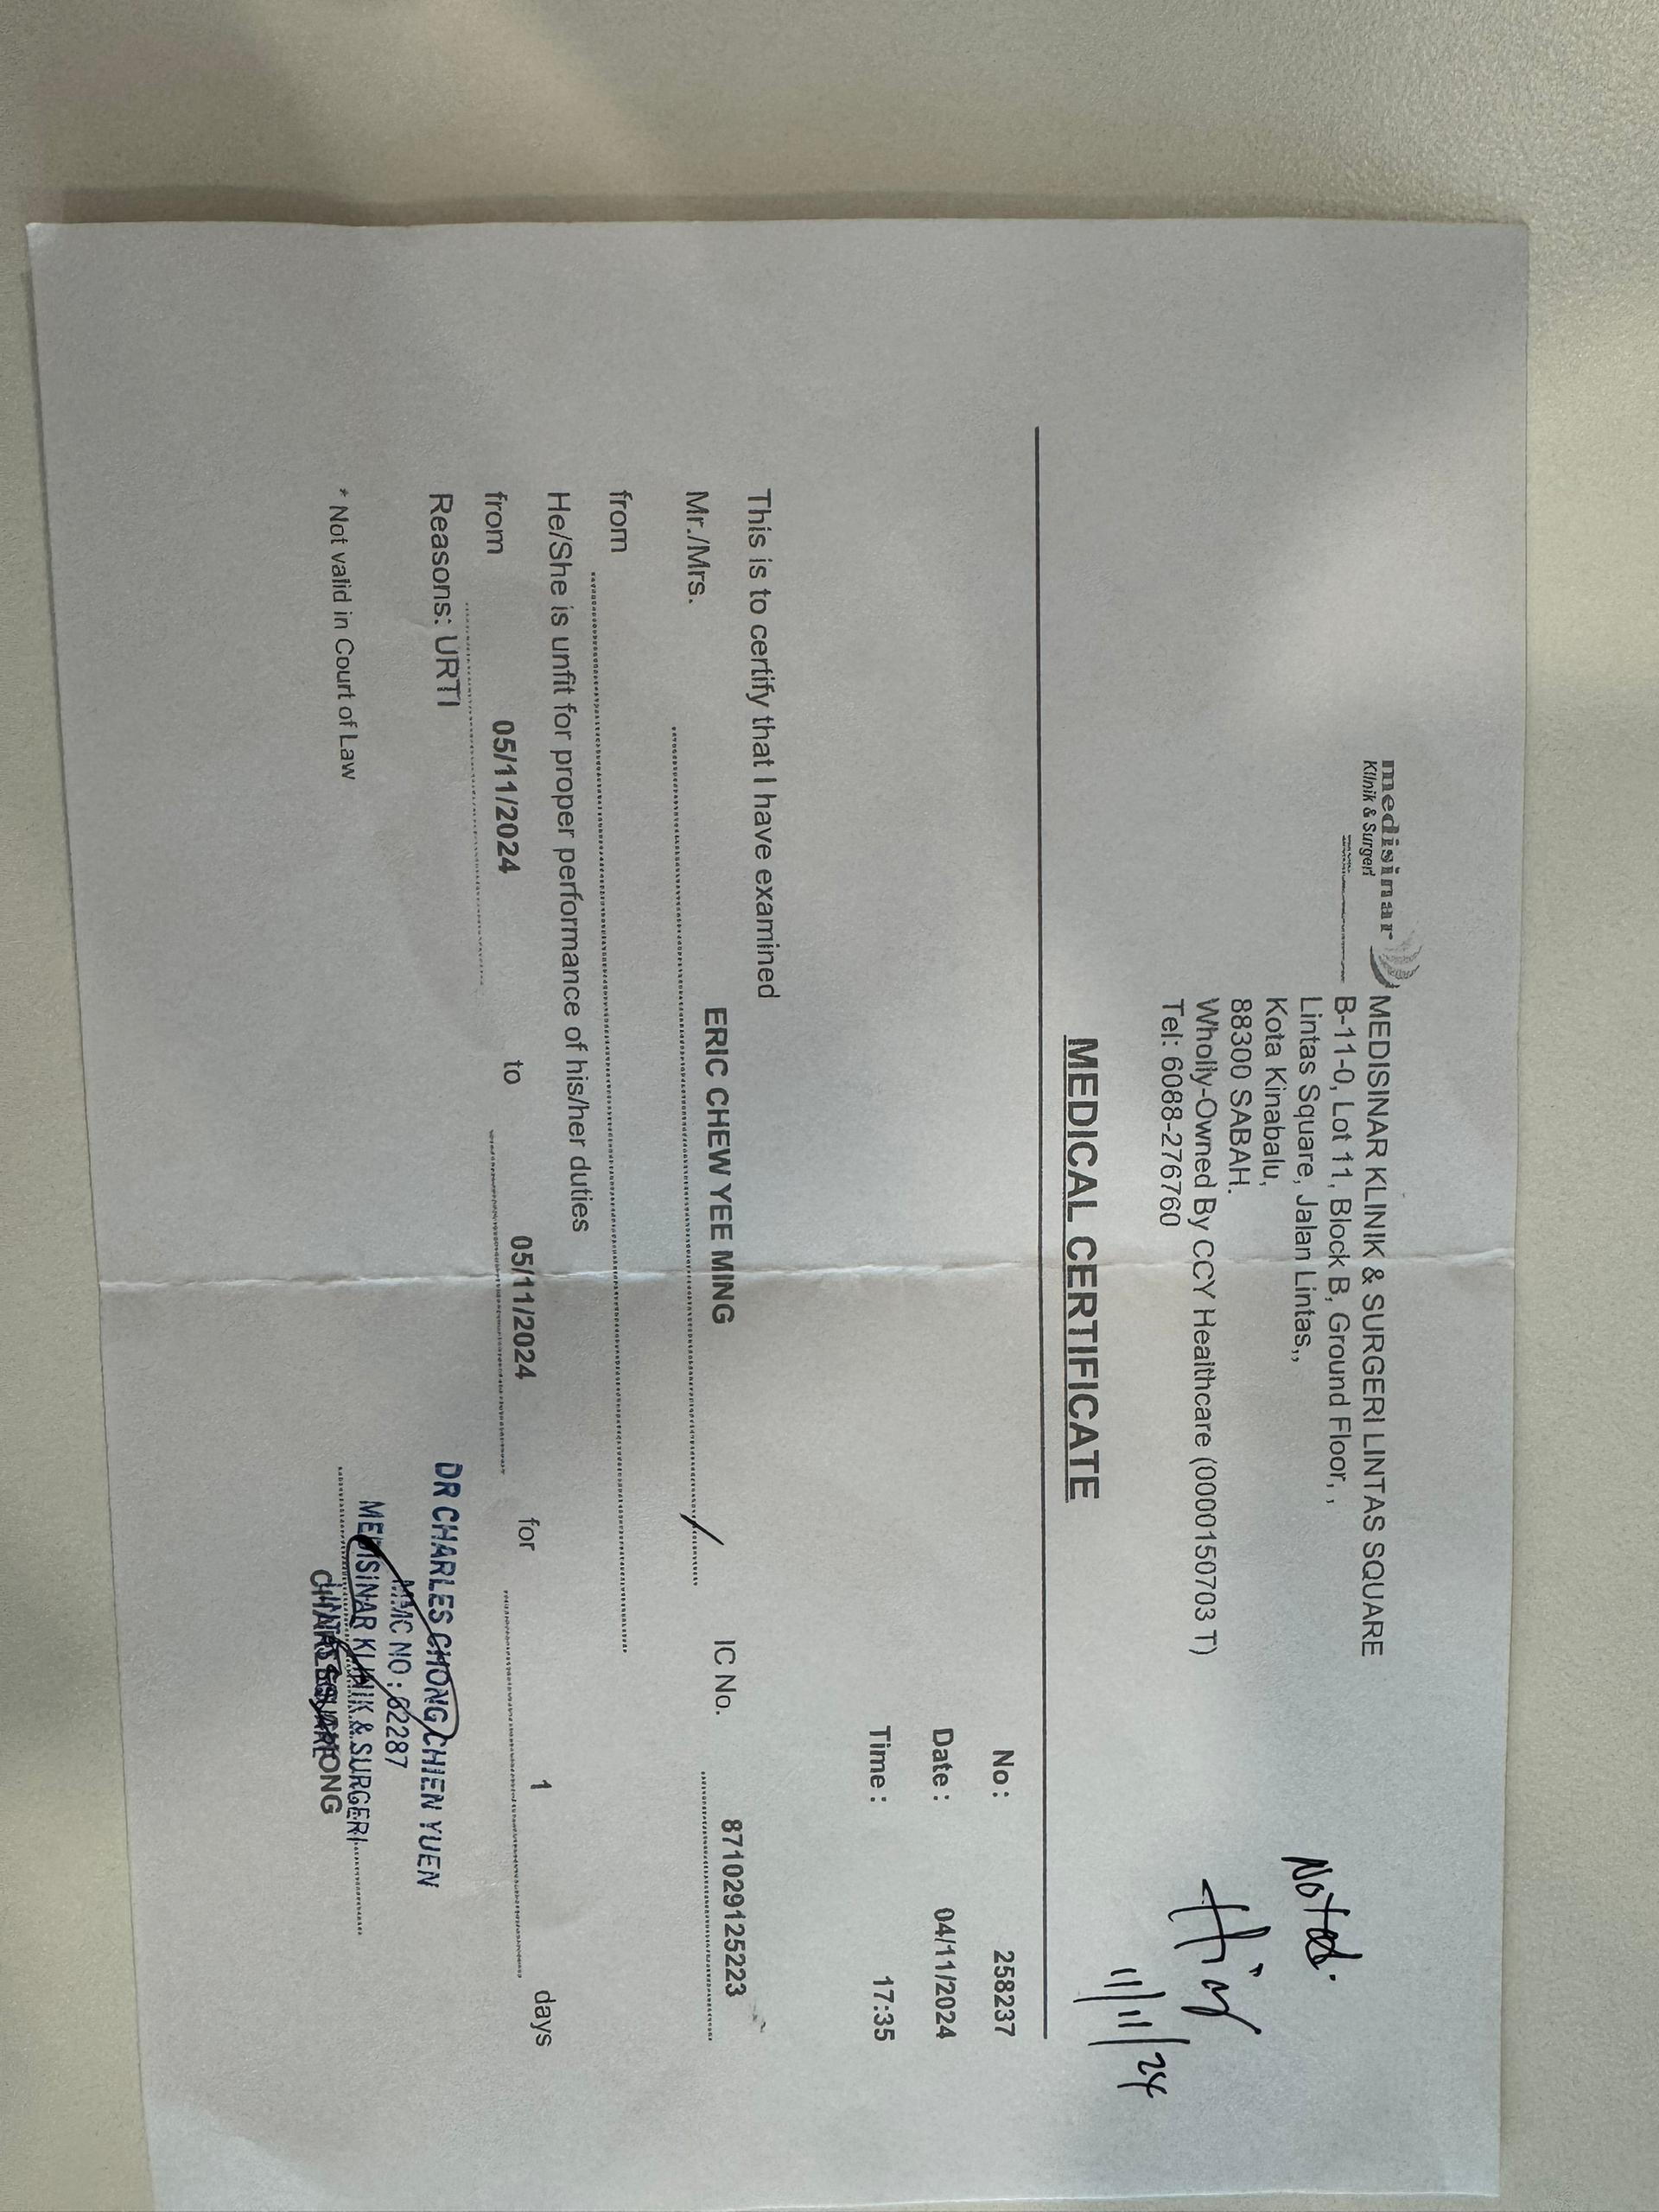 medisinar
Klinik & Surgeri
MEDISINAR KLINIK & SURGERI LINTAS SQUARE
B-11-0, Lot 11, Block B, Ground Floor, ,
Lintas Square, Jalan Lintas,,
Kota Kinabalu,
88300 SABAH.
Wholly-Owned By CCY Healthcare (0000150703 T)
Tel: 6088-276760
Noted.
11/11/24
MEDICAL CERTIFICATE
No : 258237
Date : 04/11/2024
Time : 17:35
This is to certify that I have examined
Mr./Mrs. ERIC CHEW YEE MING IC No. 871029125223
from
He/She is unfit for proper performance of his/her duties
from 05/11/2024 to 05/11/2024 for 1 days
Reasons: URTI
DR CHARLES CHONG CHIEN YUEN
MMC NO : 62287
MEDISINAR KLINIK & SURGERI
LINTAS SQUARE
CHARLES CHONG
* Not valid in Court of Law